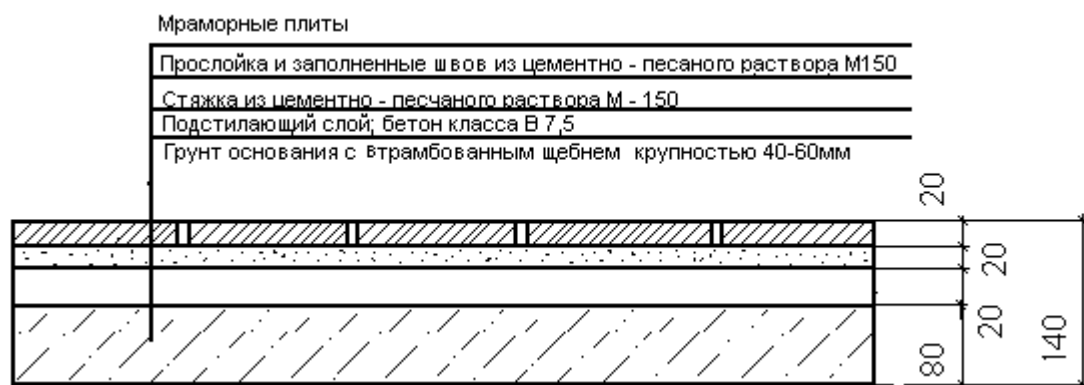 Мраморные плиты
Прослойка и заполненные швов из цементно - песаного раствора М150
Стяжка из цементно - песчаного раствора М - 150
Подстилающий слой; бетон класса В 7,5
Грунт основания с втрамбованным щебнем крупностью 40-60мм
20
20
20
80
140